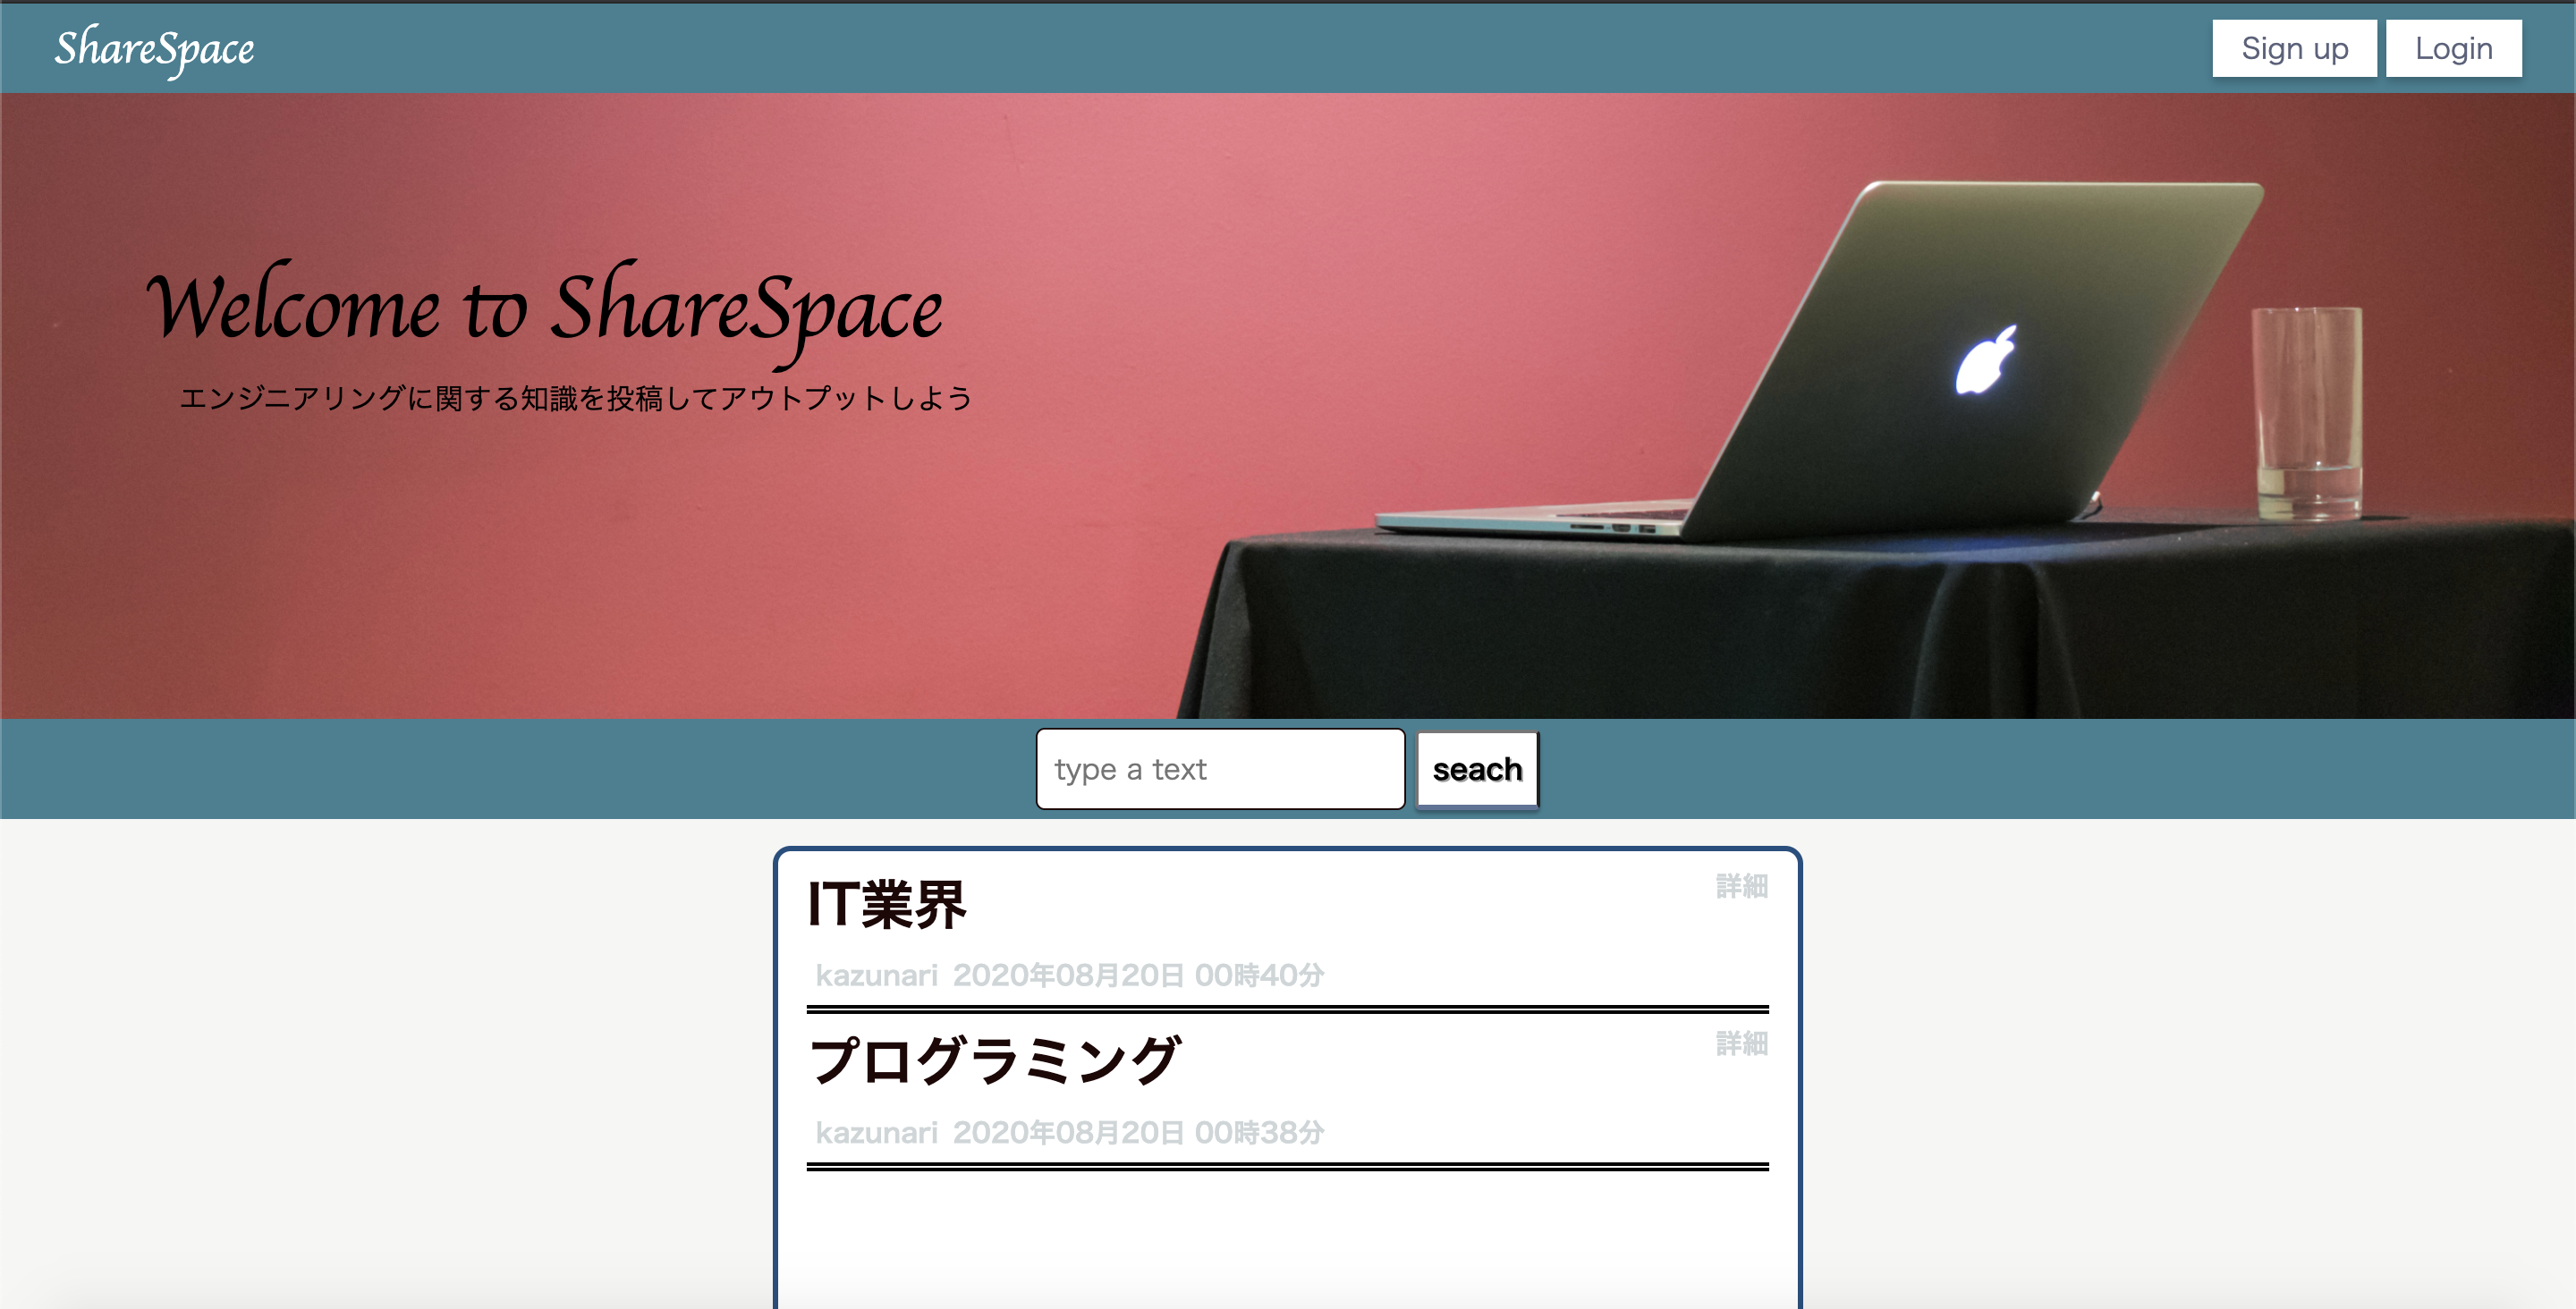 ShareSpace
Sign up
Login
Welcome to ShareSpace
エンジニアリングに関する知識を投稿してアウトプットしよう
type a text
seach
IT業界
詳細
kazunari 2020年08月20日 00時40分
プログラミング
詳細
kazunari 2020年08月20日 00時38分